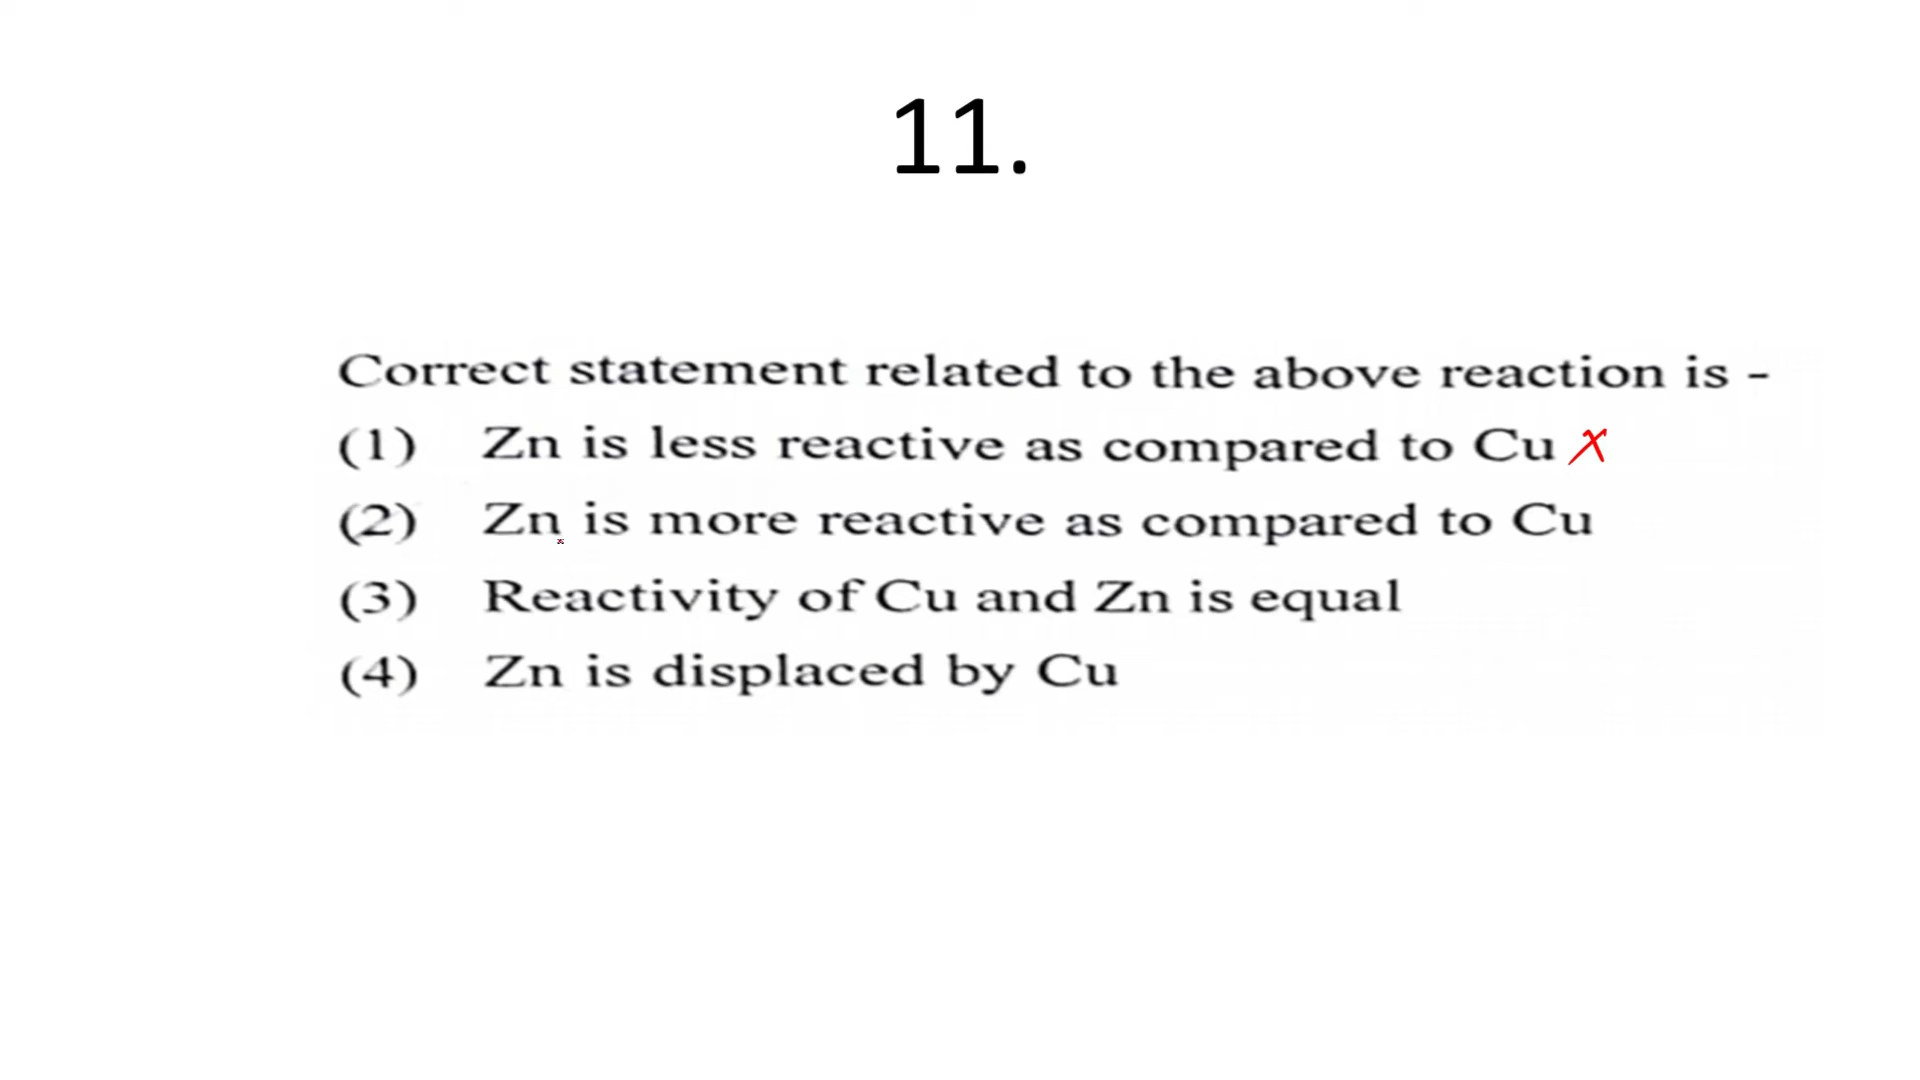 11.
Correct statement related to the above reaction is -
(1) Zn is less reactive as compared to Cu X
(2) Zn is more reactive as compared to Cu
(3) Reactivity of Cu and Zn is equal
(4) Zn is displaced by Cu